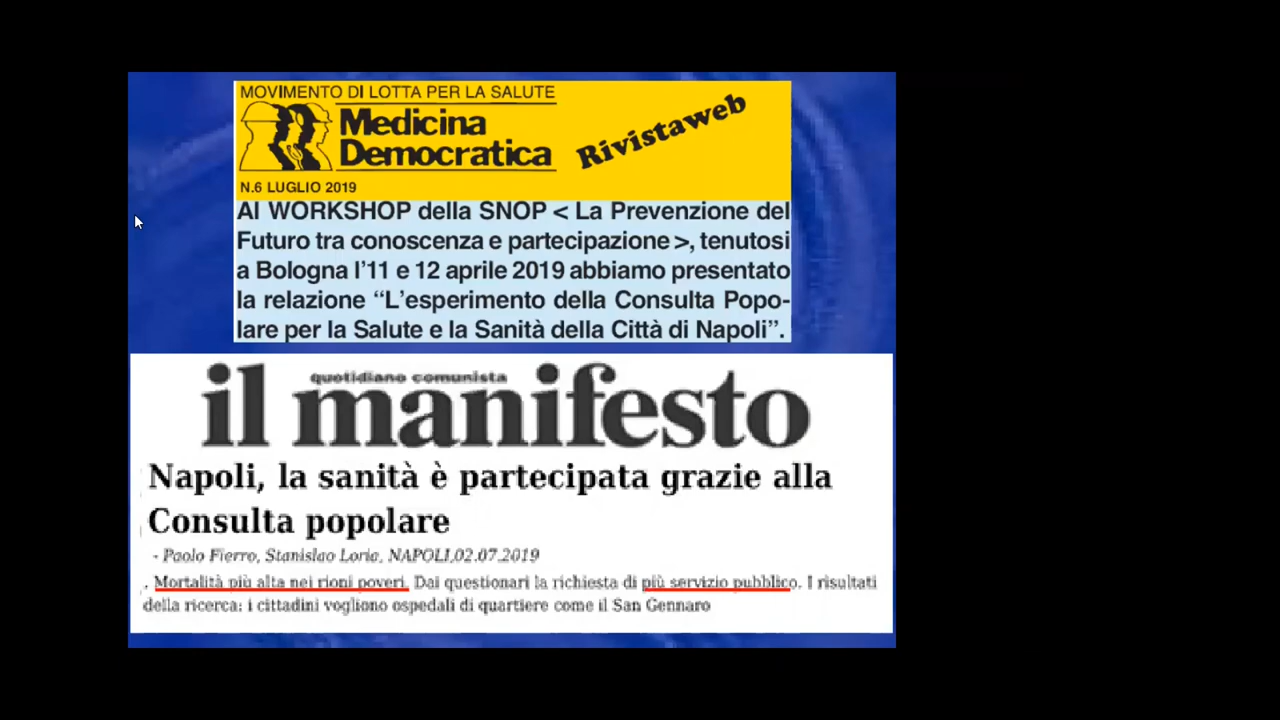 MOVIMENTO DI LOTTA PER LA SALUTE
Medicina
Democratica
Rivistaweb
N.6 LUGLIO 2019
Al WORKSHOP della SNOP < La Prevenzione del
Futuro tra conoscenza e partecipazione >, tenutosi
a Bologna l'11 e 12 aprile 2019 abbiamo presentato
la relazione “L'esperimento della Consulta Popo-
lare per la Salute e la Sanità della Città di Napoli”.
quotidiano comunista
il manifesto
Napoli, la sanità è partecipata grazie alla
Consulta popolare
- Paolo Fierro, Stanislao Loria, NAPOLI,02.07.2019
. Mortalità più alta nei rioni poveri. Dai questionari la richiesta di più servizio pubblico. I risultati
della ricerca: i cittadini vogliono ospedali di quartiere come il San Gennaro